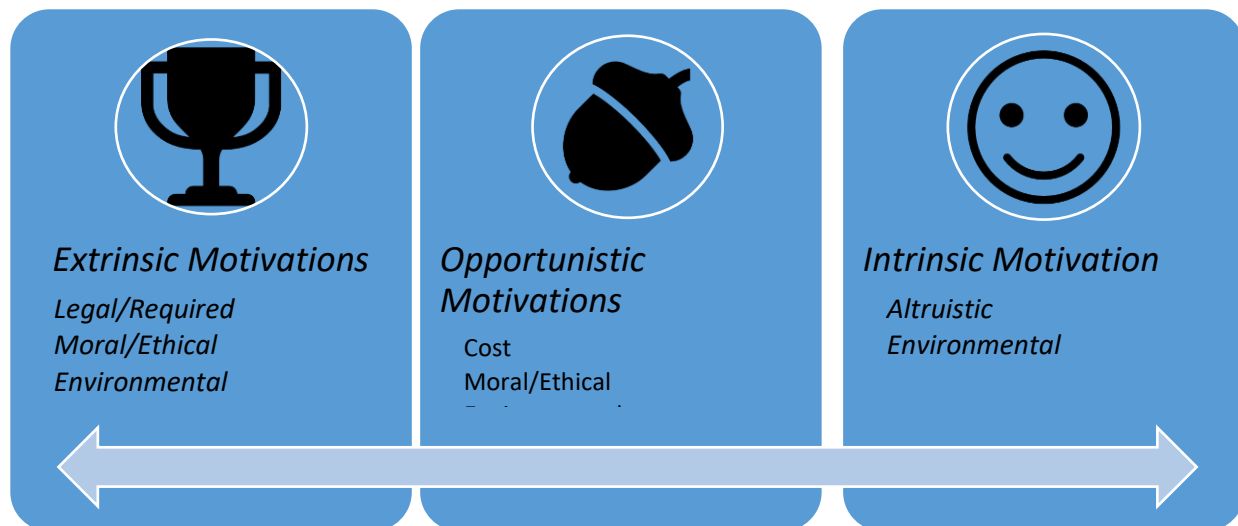 Extrinsic Motivations
Legal/Required
Moral/Ethical
Environmental
Opportunistic
Motivations
Cost
Moral/Ethical
Intrinsic Motivation
Altruistic
Environmental